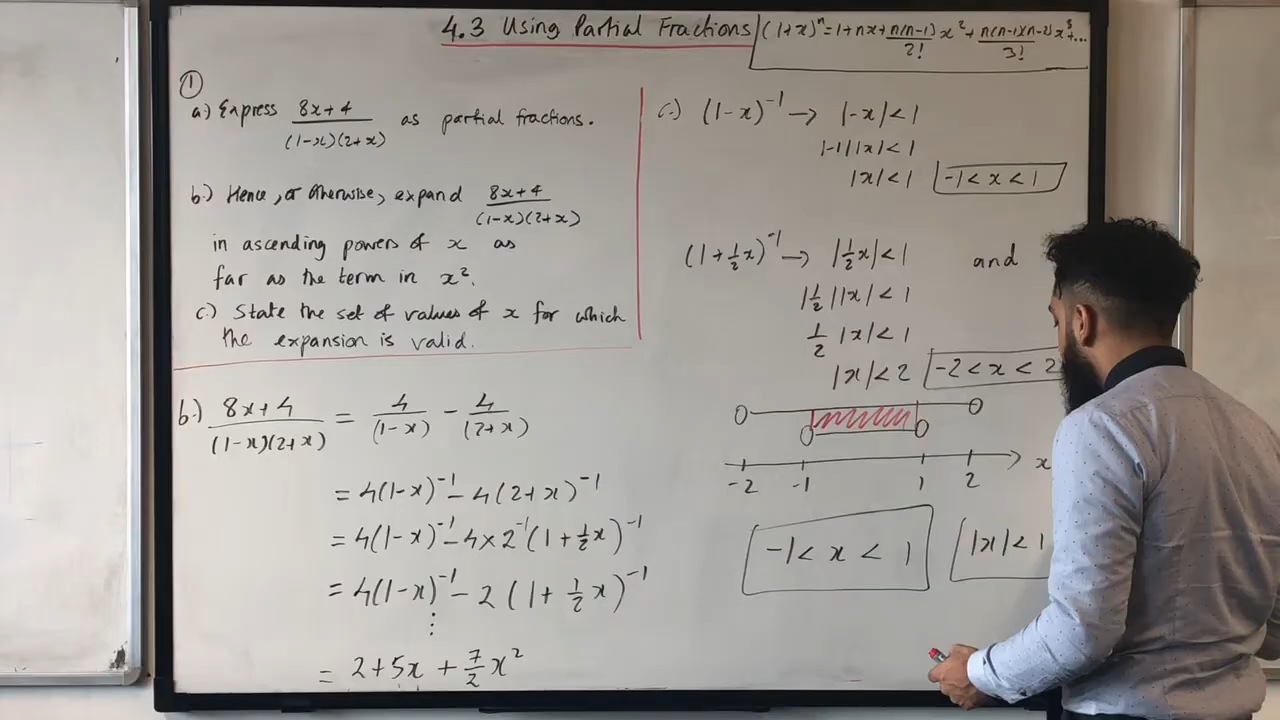 4.3 Using Partial Fractions
(1+x)^n = 1+nx+n(n-1)/2! x^2 + n(n-1)(n-2)/3! x^3+...
①
a) Express (8x+4)/((1-x)(2+x)) as partial fractions.
b.) Hence, or otherwise, expand (8x+4)/((1-x)(2+x))
in ascending powers of x as
far as the term in x^2.
c.) State the set of values of x for which
the expansion is valid.
b.) (8x+4)/((1-x)(2+x)) = 4/(1-x) - 4/(2+x)
= 4(1-x)^-1 - 4(2+x)^-1
= 4(1-x)^-1 - 4×2^-1(1+1/2x)^-1
= 4(1-x)^-1 - 2(1+1/2x)^-1
⋮
= 2+5x+7/2x^2
c.) (1-x)^-1 → |-x|<1
|-1||x|<1
|x|<1 -1<x<1
(1+1/2x)^-1 → |1/2x|<1 and
|1/2||x|<1
1/2|x|<1
|x|<2 -2<x<2
-2 -1 1 2 x
-1<x<1 |x|<1